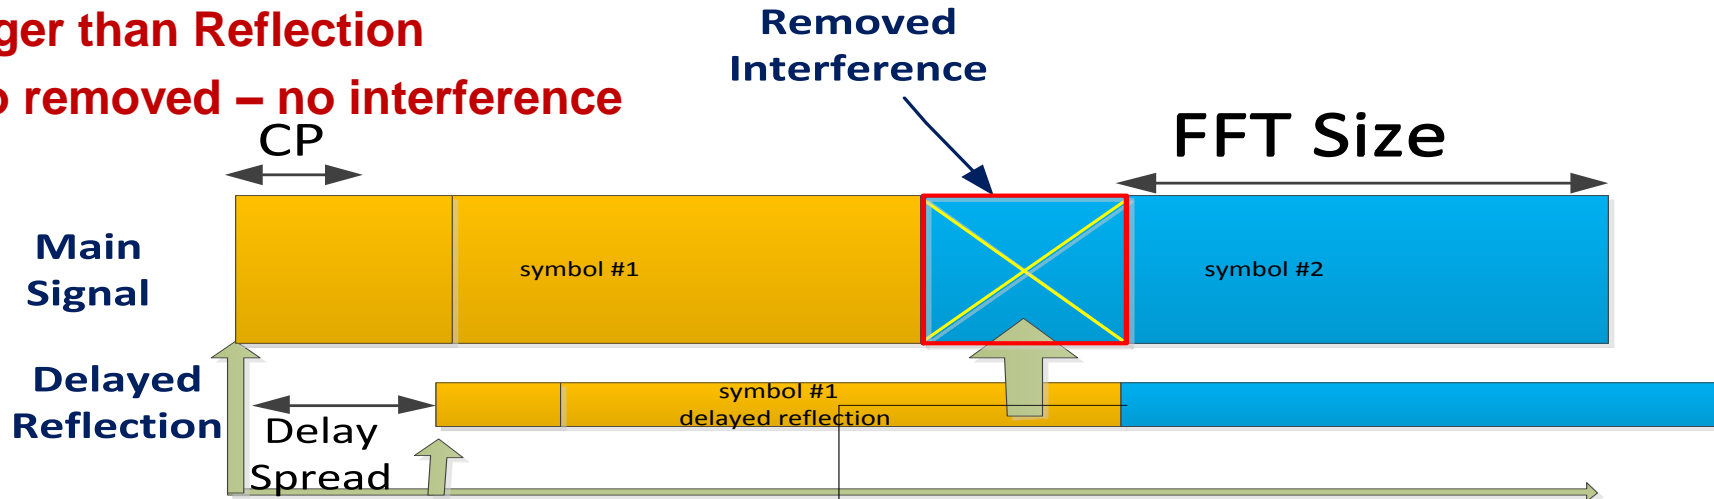 ger than Reflection
removed – no interference
Removed
Interference
CP
FFT Size
Main
Signal
symbol #1
symbol #2
Delayed
Reflection
symbol #1
delayed reflection
Delay
Spread